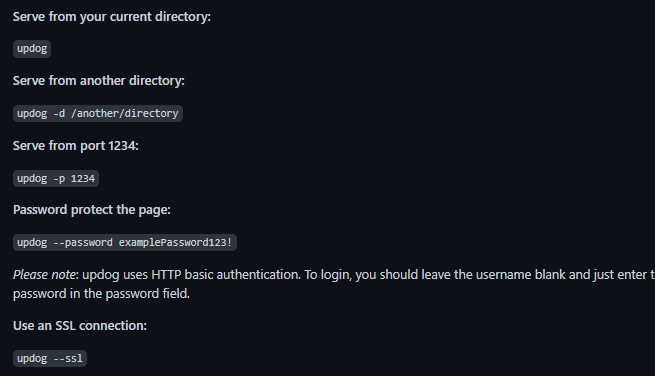 Serve from your current directory:
updog
Serve from another directory:
updog -d /another/directory
Serve from port 1234:
updog -p 1234
Password protect the page:
updog --password examplePassword123!
Please note: updog uses HTTP basic authentication. To login, you should leave the username blank and just enter
password in the password field.
Use an SSL connection:
updog --ssl